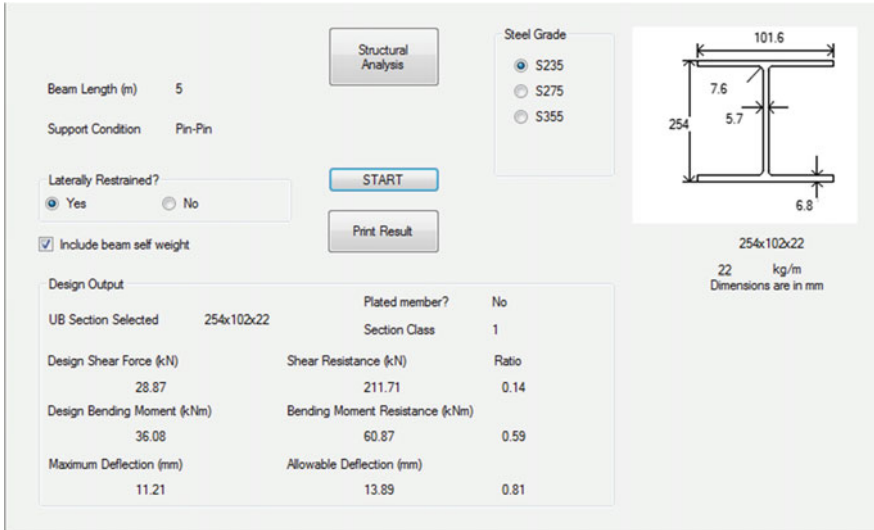 Structural
Analysis
Steel Grade
S235
S275
S355
Beam Length (m) 5
Support Condition Pin-Pin
Laterally Restrained?
Yes No
START
Include beam self weight
Print Result
101.6
7.6
5.7
254
6.8
254x102x22
22 kg/m
Dimensions are in mm
Design Output
Plated member? No
UB Section Selected 254x102x22
Section Class 1
Design Shear Force (kN) Shear Resistance (kN) Ratio
28.87 211.71 0.14
Design Bending Moment (kNm) Bending Moment Resistance (kNm)
36.08 60.87 0.59
Maximum Deflection (mm) Allowable Deflection (mm)
11.21 13.89 0.81